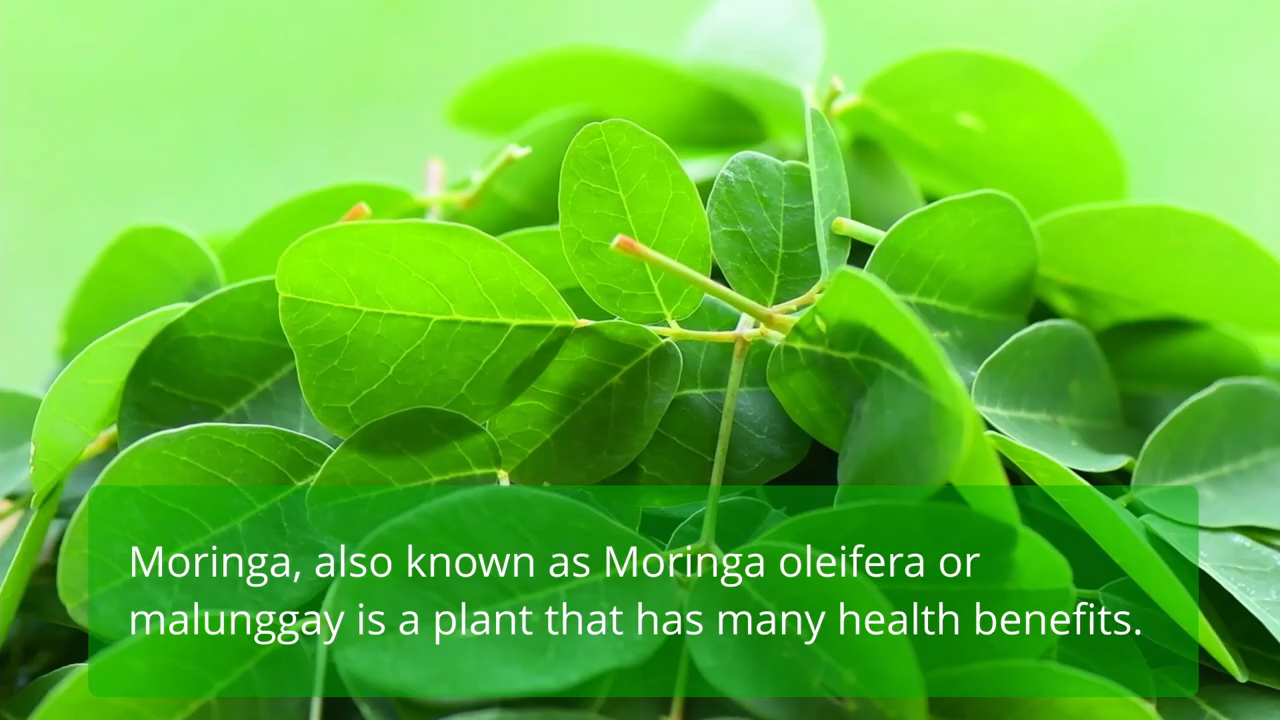 Moringa, also known as Moringa oleifera or
malunggay is a plant that has many health benefits.